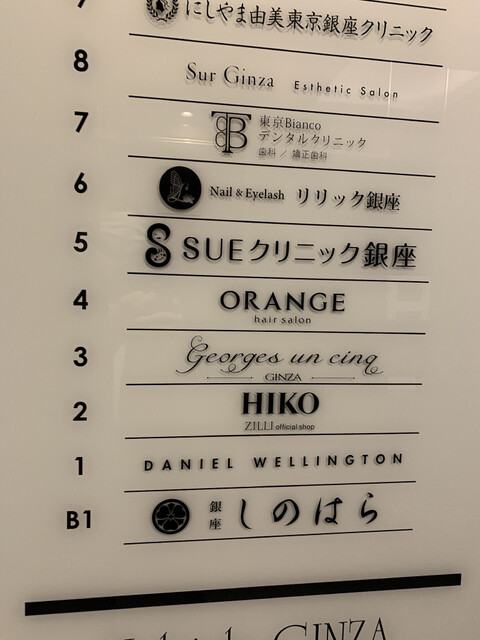 にしやま由美東京銀座クリニック
8
Sur Ginza Esthetic Salon
7
東京Bianco
デンタルクリニック
歯科 / 矯正歯科
6
Nail & Eyelash リリック銀座
5
SUEクリニック銀座
4
ORANGE
hair salon
3
Georges un cinq
GINZA
2
HIKO
ZILLI official shop
1
DANIEL WELLINGTON
B1
銀座 しのはら
GINZA